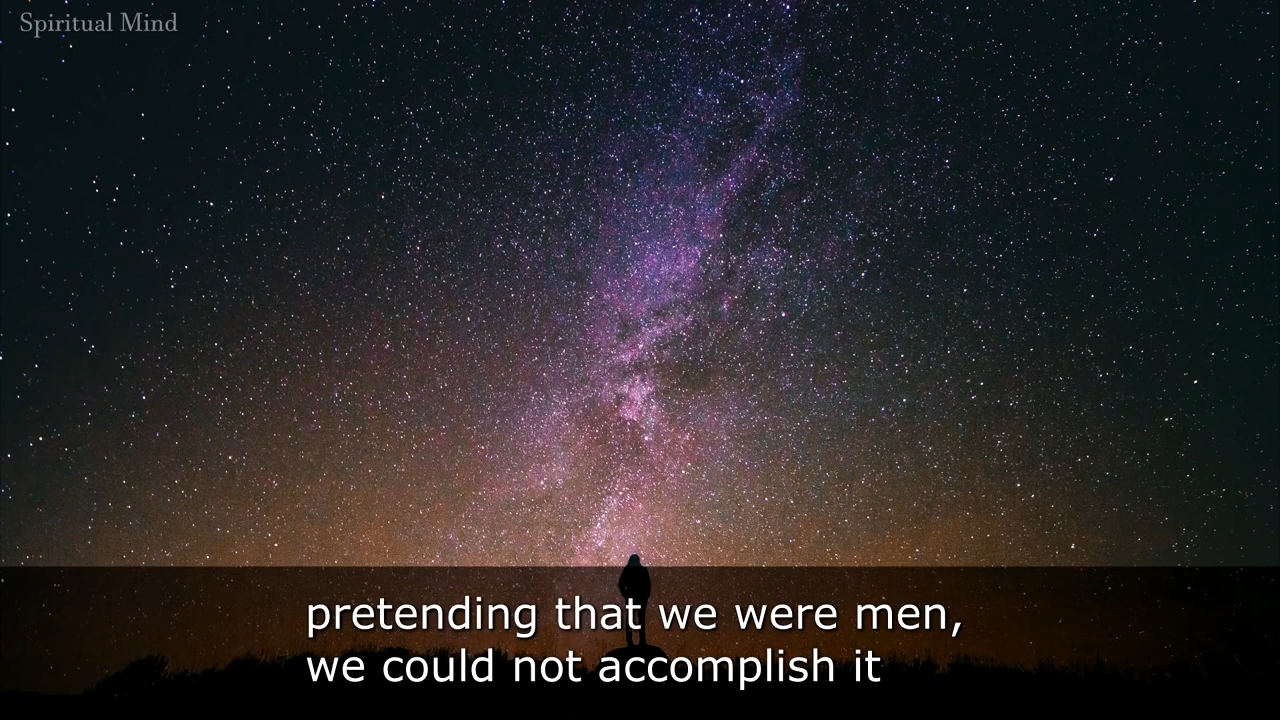 Spiritual Mind
pretending that we were men,
we could not accomplish it